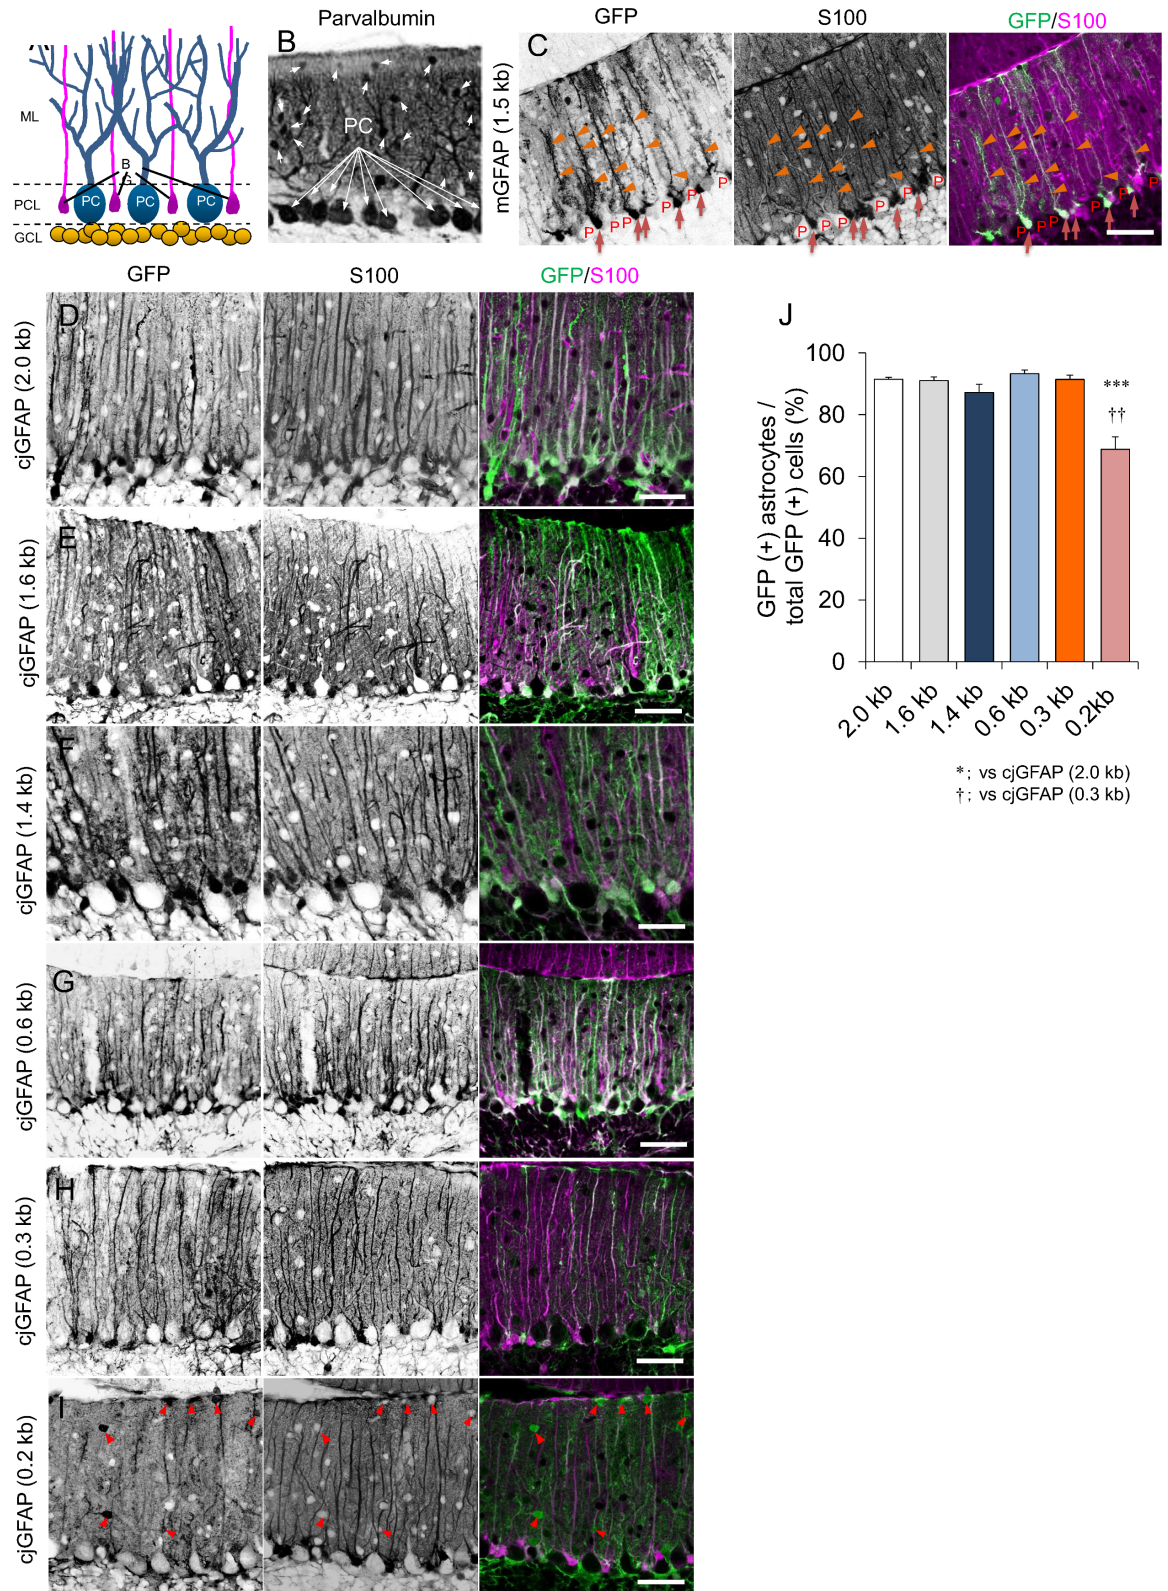 A
ML
B
G
PCL
PC
PC
PC
GCL
Parvalbumin
B
PC
GFP
S100
GFP/S100
mGFAP (1.5 kb)
C
P P P P P
P P P P P
P P P P P
GFP
S100
GFP/S100
cjGFAP (2.0 kb)
D
cjGFAP (1.6 kb)
E
cjGFAP (1.4 kb)
F
cjGFAP (0.6 kb)
G
cjGFAP (0.3 kb)
H
cjGFAP (0.2 kb)
I
J
GFP (+) astrocytes /
total GFP (+) cells (%)
100
80
60
40
20
0
***
††
2.0 kb
1.6 kb
1.4 kb
0.6 kb
0.3 kb
0.2kb
*; vs cjGFAP (2.0 kb)
†; vs cjGFAP (0.3 kb)